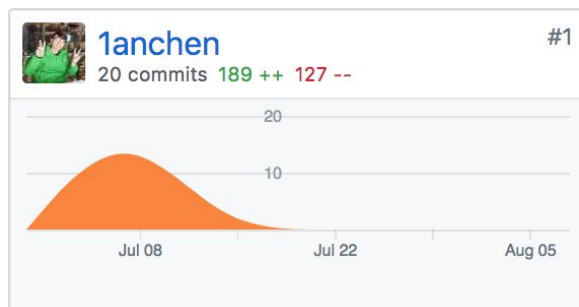 1anchen #1
20 commits 189 ++ 127 --
20
10
Jul 08 Jul 22 Aug 05